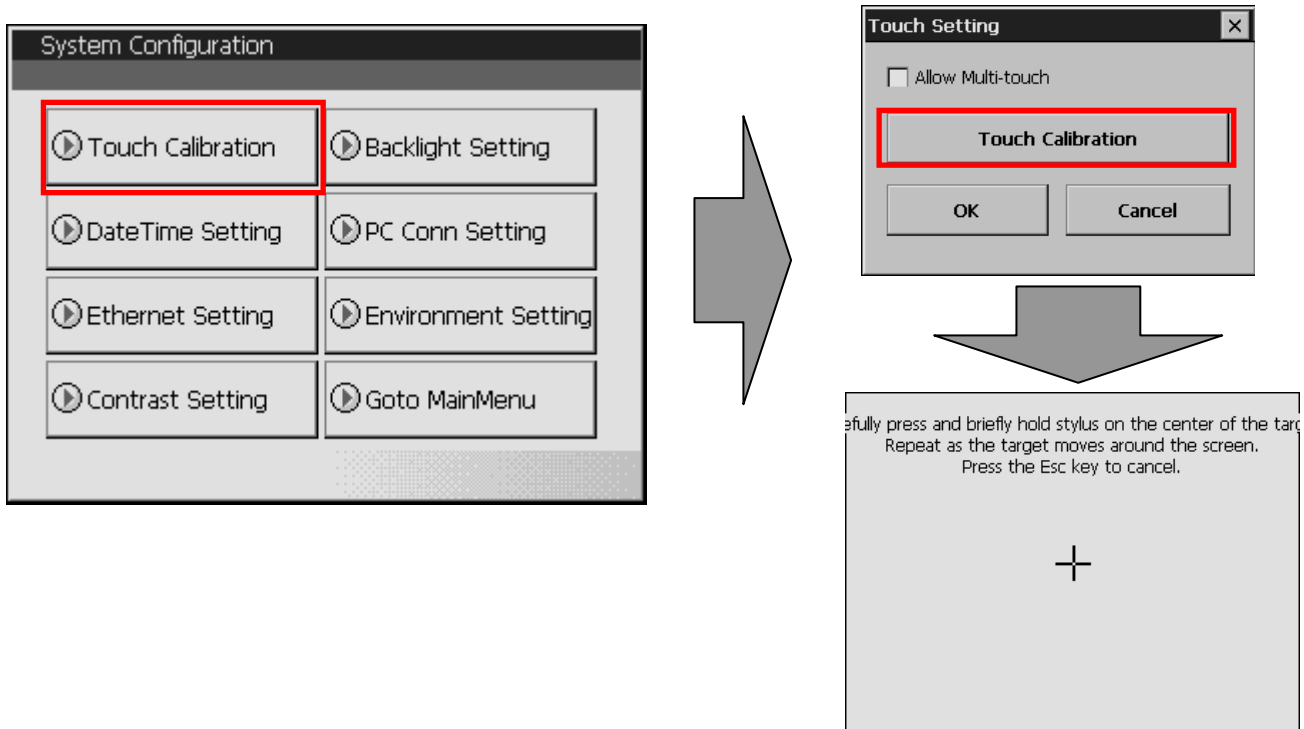 System Configuration
Touch Calibration
Backlight Setting
DateTime Setting
PC Conn Setting
Ethernet Setting
Environment Setting
Contrast Setting
Goto MainMenu
Touch Setting
Allow Multi-touch
Touch Calibration
OK
Cancel
press and briefly hold stylus on the center of the
Repeat as the target moves around the screen.
Press the Esc key to cancel.